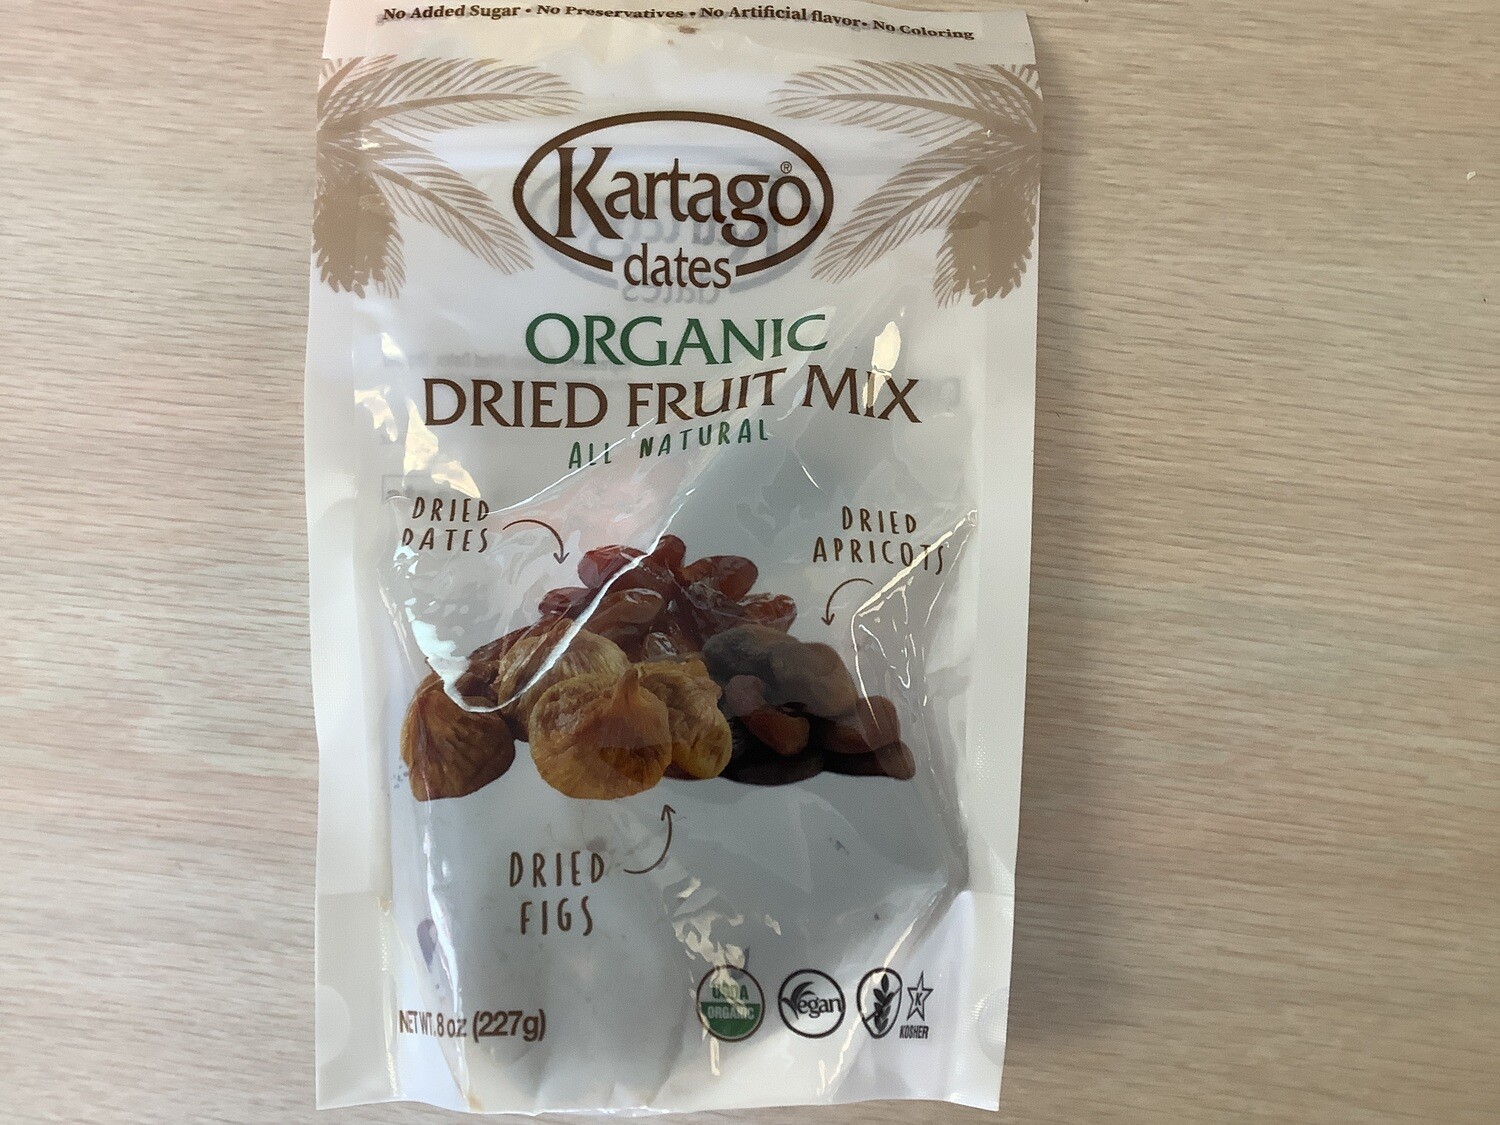 No Added Sugar • No Preservatives • No Artificial flavor • No Coloring
Kartago®
dates
ORGANIC
DRIED FRUIT MIX
ALL NATURAL
DRIED
DATES
DRIED
APRICOTS
DRIED
FIGS
NET WT. 8 oz (227g)
USDA
ORGANIC
Vegan
K
KOSHER